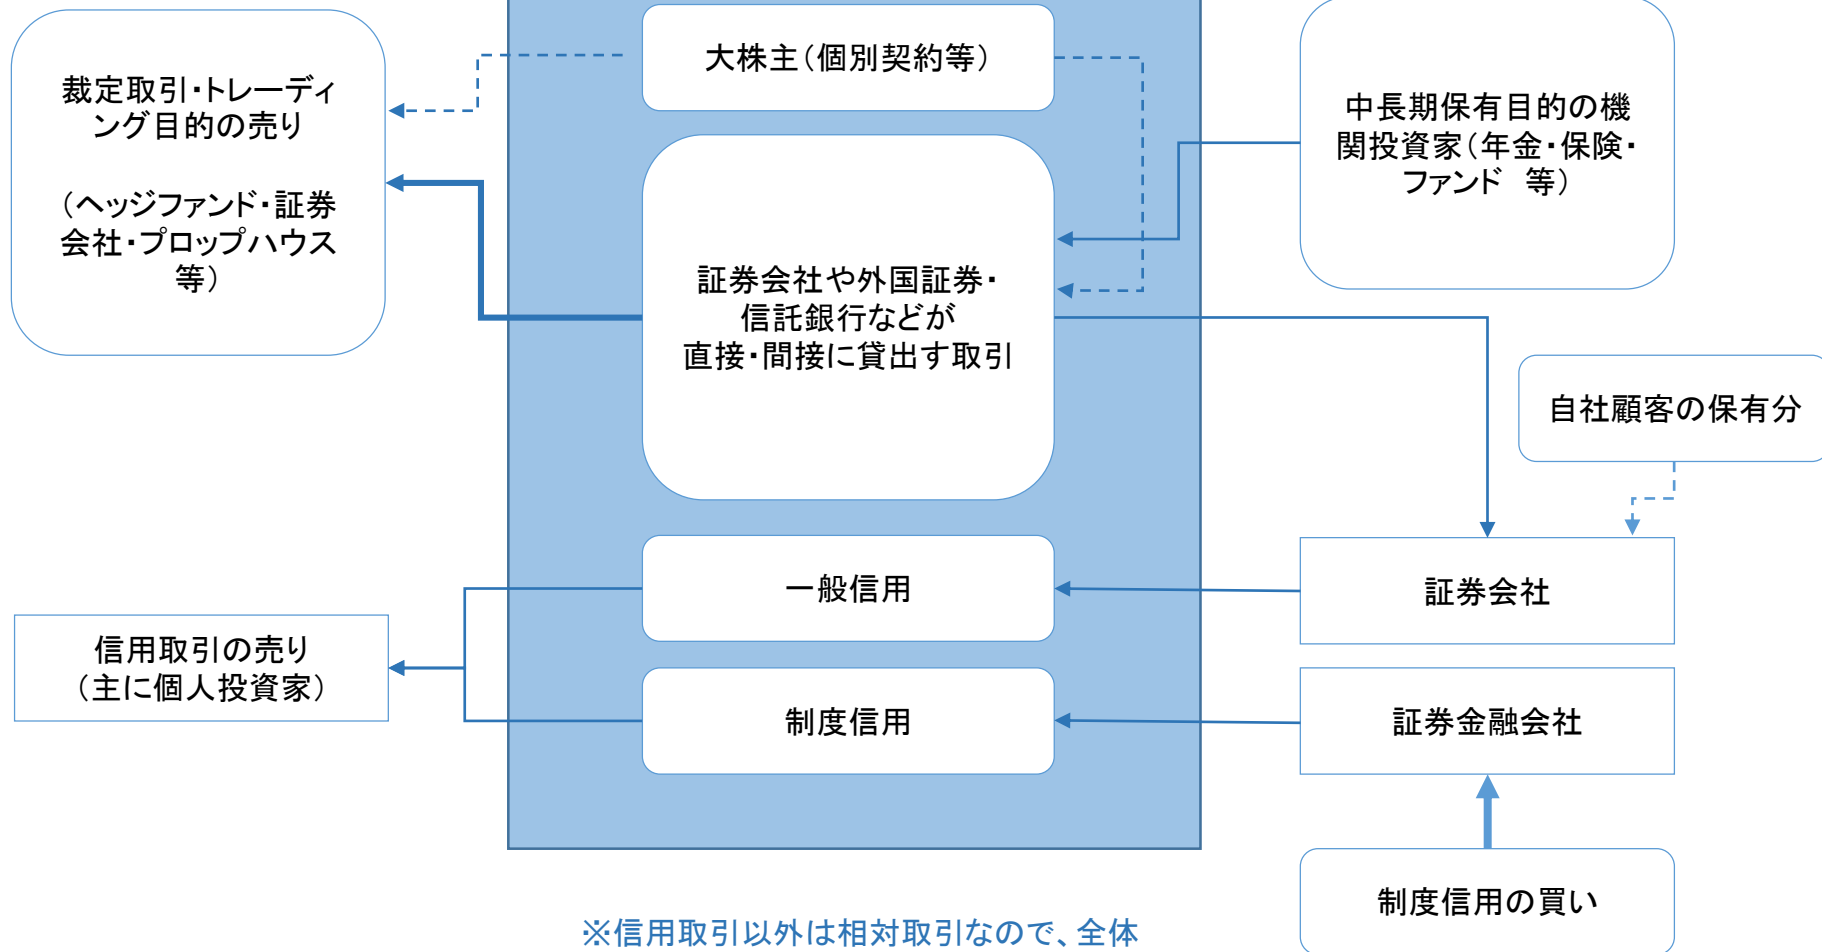 大株主（個別契約等）
裁定取引・トレーディ
ング目的の売り
（ヘッジファンド・証券
会社・プロップハウス
等）
中長期保有目的の機
関投資家（年金・保険・
ファンド　等）
証券会社や外国証券・
信託銀行などが
直接・間接に貸出す取引
自社顧客の保有分
一般信用
証券会社
信用取引の売り
（主に個人投資家）
制度信用
証券金融会社
制度信用の買い
※信用取引以外は相対取引なので、全体